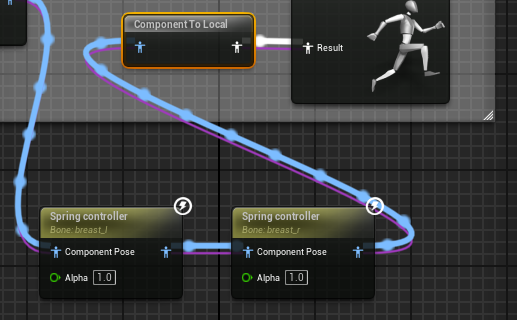 Component To Local
Result
Spring controller
Bone: breast_l
Component Pose
Alpha 1.0
Spring controller
Bone: breast_r
Component Pose
Alpha 1.0